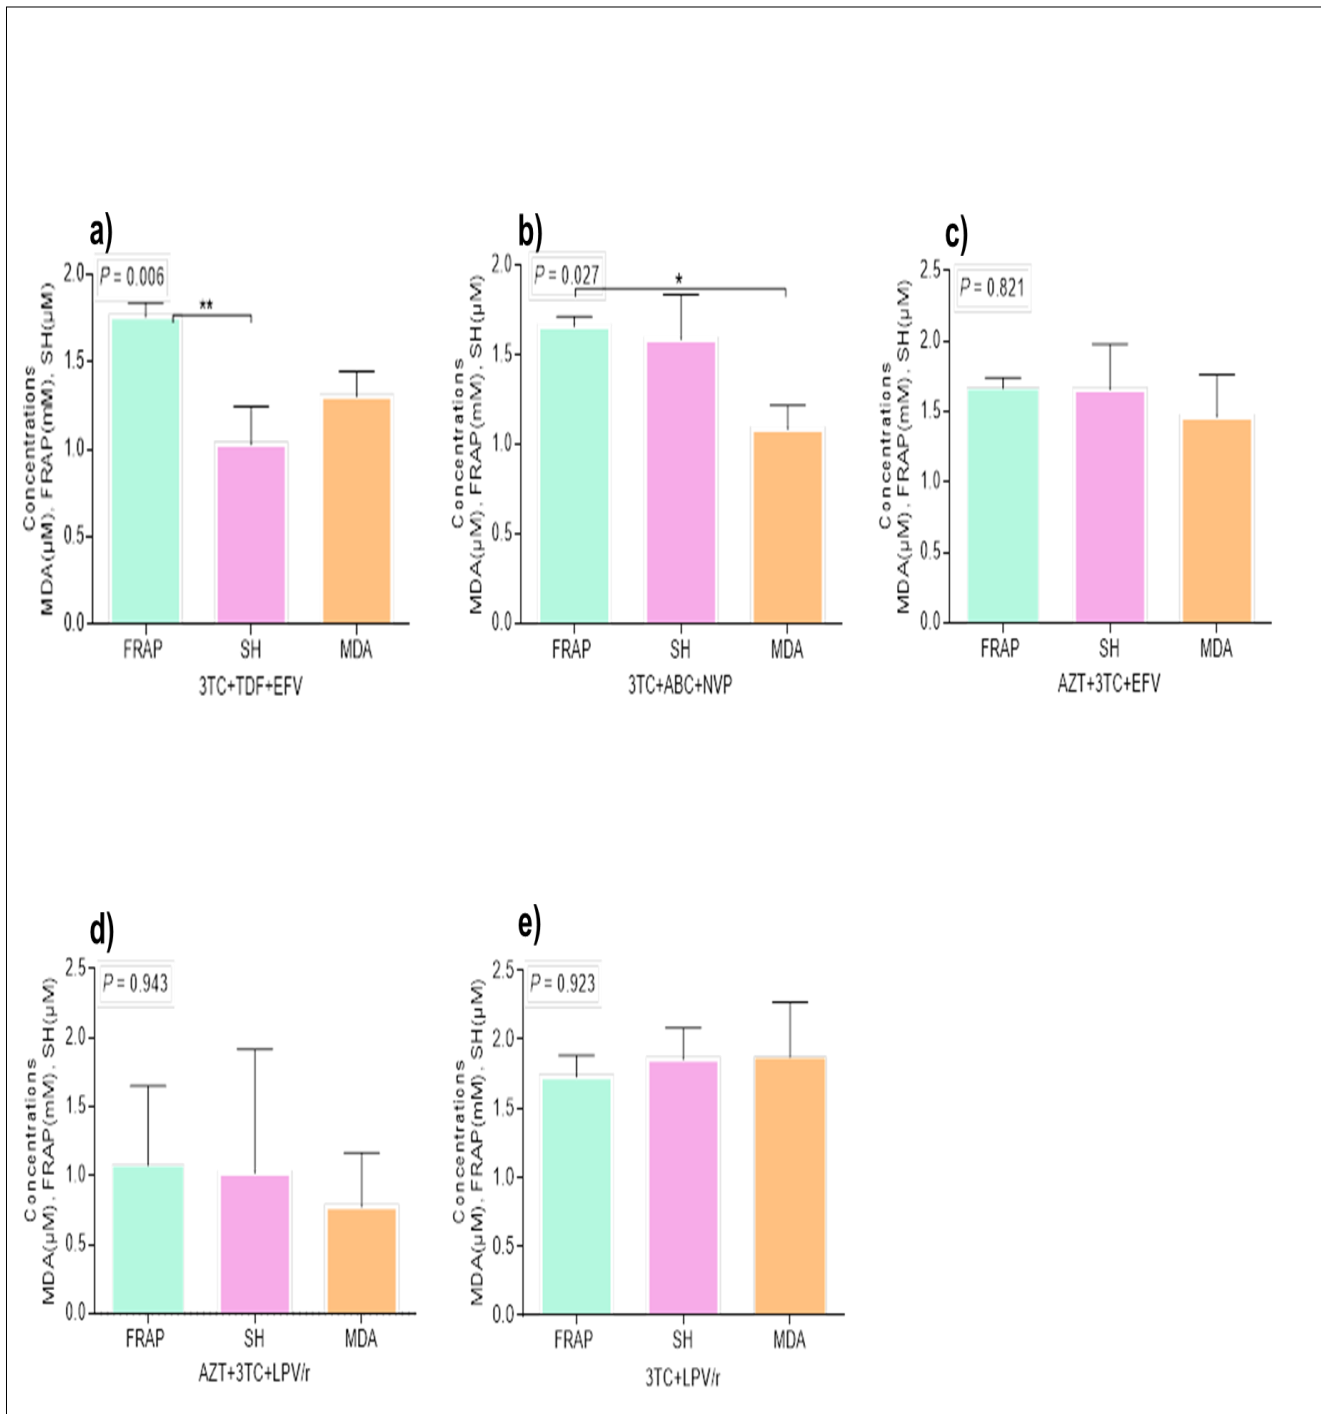 a)
P = 0.006
**
2.0
1.5
1.0
0.5
0.0
Concentrations
MDA(µM). FRAP(mM). SH(µM)
FRAP SH MDA
3TC+TDF+EFV
b)
P = 0.027
*
2.0
1.5
1.0
0.5
0.0
Concentrations
MDA(µM). FRAP(mM). SH(µM)
FRAP SH MDA
3TC+ABC+NVP
c)
P = 0.821
2.5
2.0
1.5
1.0
0.5
0.0
Concentrations
MDA(µM). FRAP(mM). SH(µM)
FRAP SH MDA
AZT+3TC+EFV
d)
P = 0.943
2.5
2.0
1.5
1.0
0.5
0.0
Concentrations
MDA(µM). FRAP(mM). SH(µM)
FRAP SH MDA
AZT+3TC+LPV/r
e)
P = 0.923
2.5
2.0
1.5
1.0
0.5
0.0
Concentrations
MDA(µM). FRAP(mM). SH(µM)
FRAP SH MDA
3TC+LPV/r